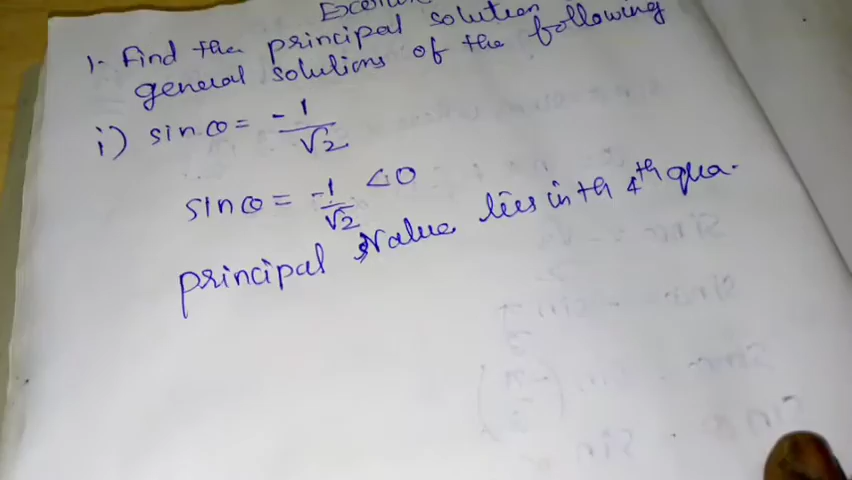 1. Find the principal solution
general solutions of the following
i) sin θ = -1/√2
sin θ = -1/√2 < 0
principal value lies in th 4th qua.